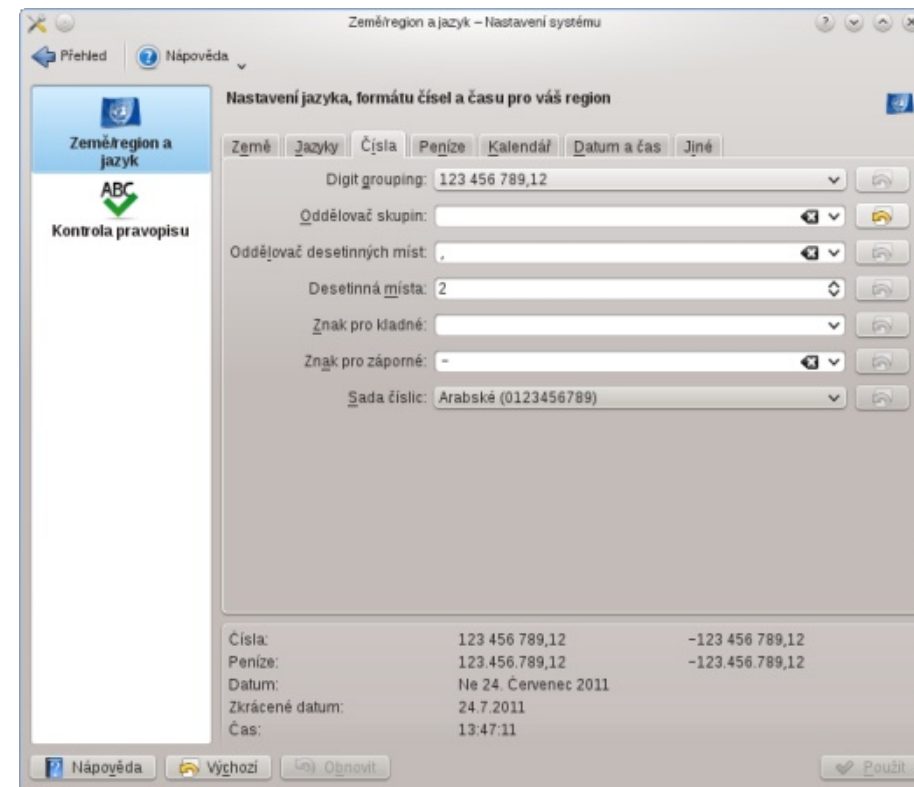 Země/region a jazyk – Nastavení systému
Přehled
Nápověda
Země/region a
jazyk
ABC
Kontrola pravopisu
Nastavení jazyka, formátu čísel a času pro váš region
Země Jazyky Čísla Peníze Kalendář Datum a čas Jiné
Digit grouping: 123 456 789,12
Oddělovač skupin:
Oddělovač desetinných míst: ,
Desetinná místa: 2
Znak pro kladné:
Znak pro záporné: -
Sada číslic: Arabské (0123456789)
Čísla: 123 456 789,12 -123 456 789,12
Peníze: 123.456.789,12 -123.456.789,12
Datum: Ne 24. Červenec 2011
Zkrácené datum: 24.7.2011
Čas: 13:47:11
Nápověda Výchozí Obnovit Použít